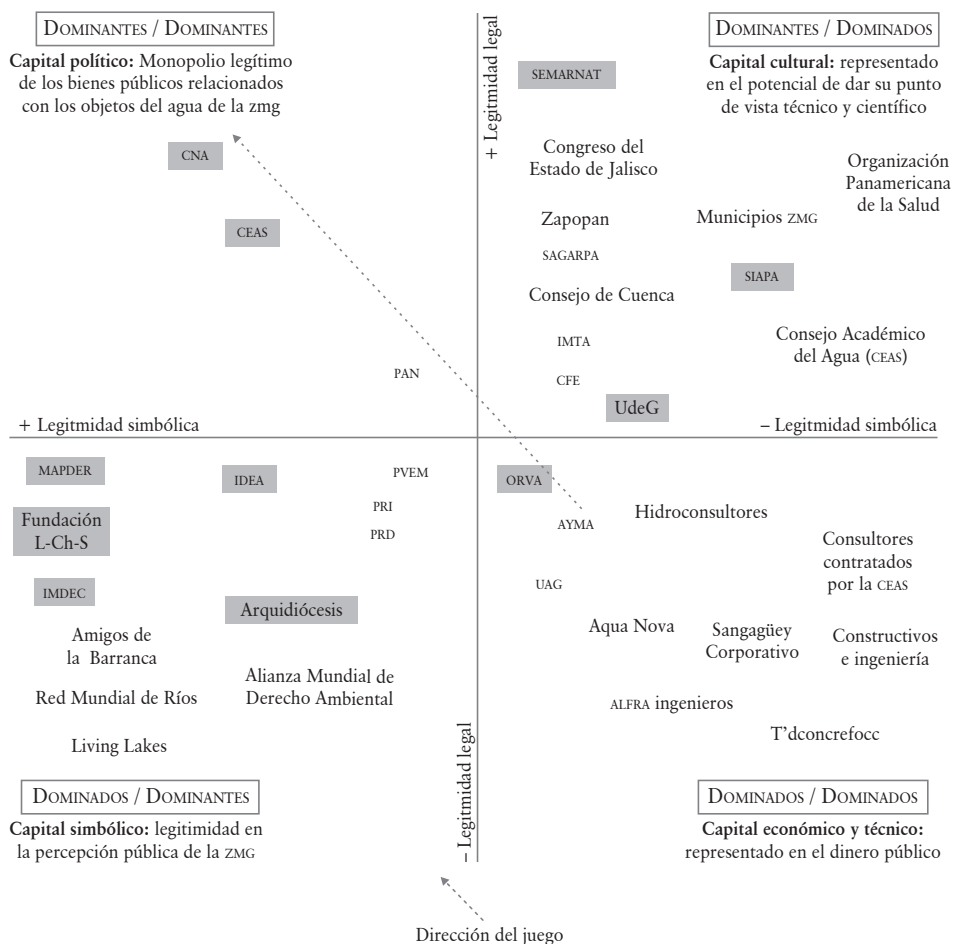 DOMINANTES / DOMINANTES
Capital político: Monopolio legítimo
de los bienes públicos relacionados
con los objetos del agua de la zmg
CNA
CEAS
PAN
+ Legitmidad legal
DOMINANTES / DOMINADOS
Capital cultural: representado
en el potencial de dar su punto
de vista técnico y científico
SEMARNAT
Congreso del
Estado de Jalisco
Organización
Panamericana
de la Salud
Zapopan
Municipios ZMG
SAGARPA
SIAPA
Consejo de Cuenca
IMTA
Consejo Académico
del Agua (CEAS)
CFE
UdeG
+ Legitmidad simbólica
– Legitmidad simbólica
MAPDER
IDEA
PVEM
PRI
Fundación
L-Ch-S
PRD
IMDEC
Arquidiócesis
Amigos de
la Barranca
Alianza Mundial de
Derecho Ambiental
Red Mundial de Ríos
Living Lakes
DOMINADOS / DOMINANTES
Capital simbólico: legitimidad en
la percepción pública de la ZMG
– Legitmidad legal
ORVA
AYMA
Hidroconsultores
Consultores
contratados
por la CEAS
UAG
Aqua Nova
Sangagüey
Corporativo
Constructivos
e ingeniería
ALFRA ingenieros
T'dconcrefocc
DOMINADOS / DOMINADOS
Capital económico y técnico:
representado en el dinero público
Dirección del juego